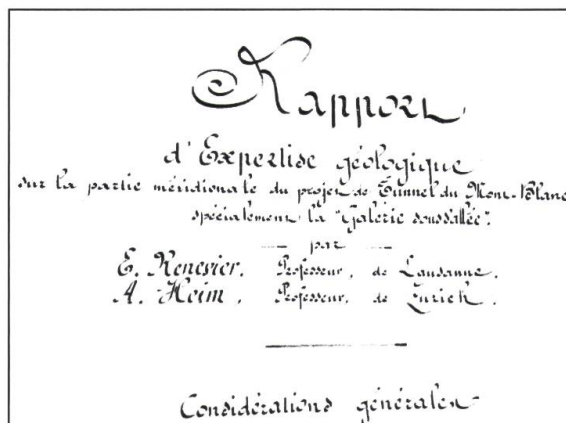 Rapport
d'Expertise géologique
sur la partie méridionale du projet de Tunnel du Mont-Blanc
spécialement la "Galerie sousvallée".
par
E. Renevier, Professeur, de Lausanne.
A. Heim, Professeur, de Zurich.
Considérations générales